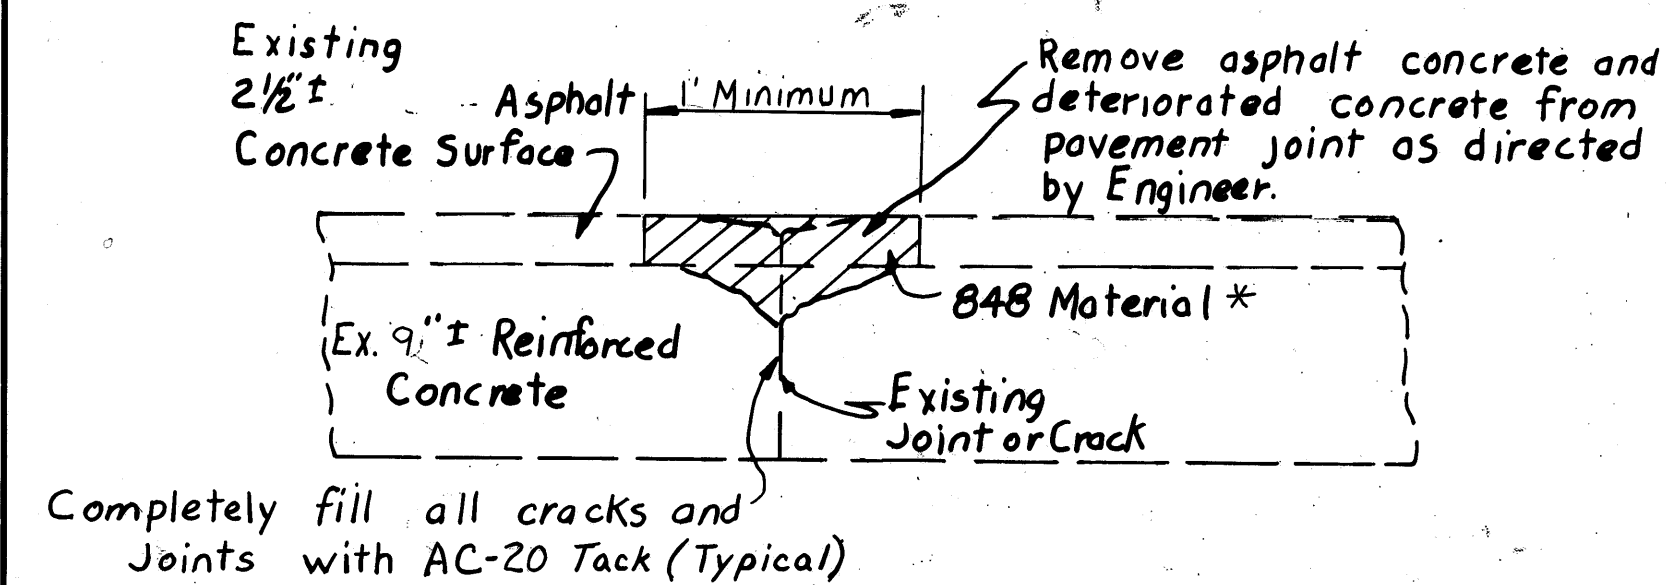 Existing
2½"±
Asphalt
Concrete Surface
1' Minimum
Remove asphalt concrete and
deteriorated concrete from
pavement joint as directed
by Engineer.
848 Material *
Ex. 9"± Reinforced
Concrete
Existing
Joint or Crack
Completely fill all cracks and
Joints with AC-20 Tack (Typical)